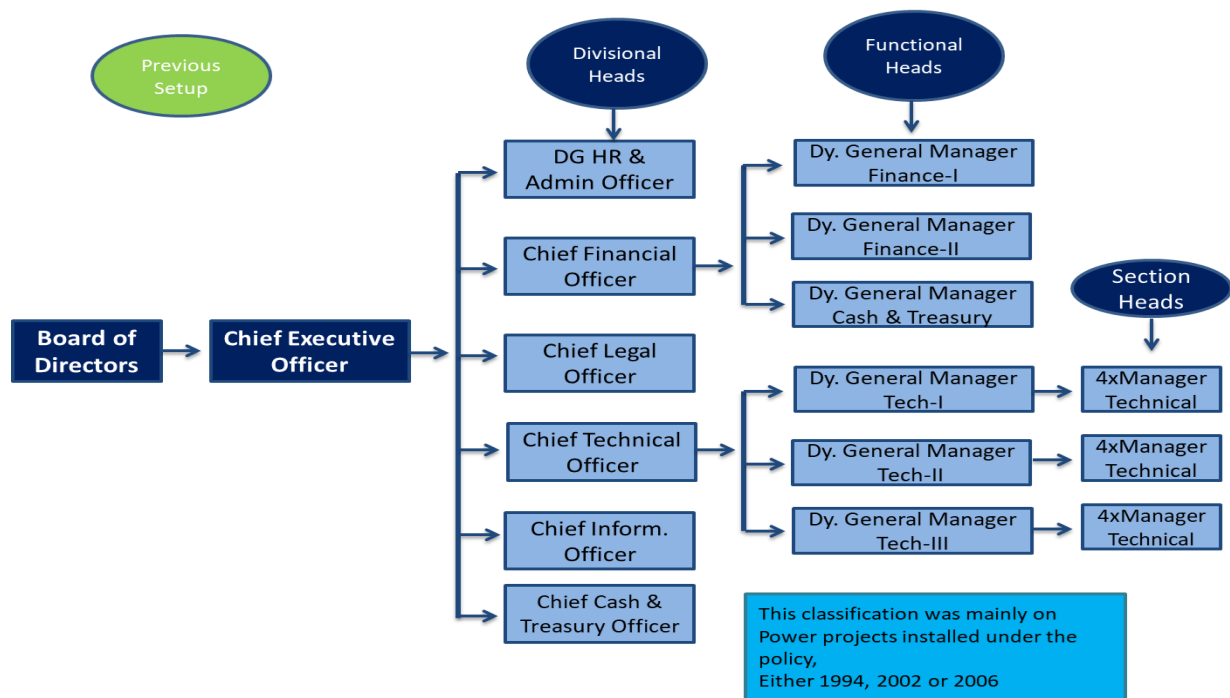 Previous
Setup
Divisional
Heads
Functional
Heads
DG HR &
Admin Officer
Dy. General Manager
Finance-I
Chief Financial
Officer
Dy. General Manager
Finance-II
Dy. General Manager
Cash & Treasury
Section
Heads
Board of
Directors
Chief Executive
Officer
Chief Legal
Officer
Chief Technical
Officer
Dy. General Manager
Tech-I
4xManager
Technical
Dy. General Manager
Tech-II
4xManager
Technical
Dy. General Manager
Tech-III
4xManager
Technical
Chief Inform.
Officer
Chief Cash &
Treasury Officer
This classification was mainly on
Power projects installed under the
policy,
Either 1994, 2002 or 2006